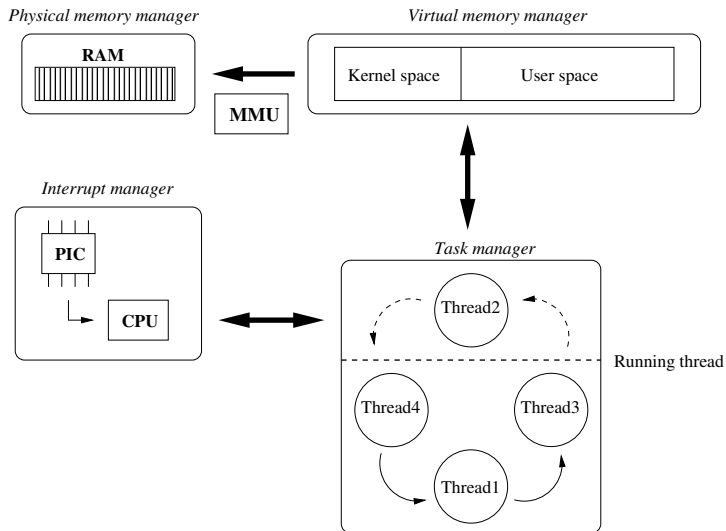 Physical memory manager
Virtual memory manager
RAM
Kernel space
User space
MMU
Interrupt manager
PIC
CPU
Task manager
Thread2
Running thread
Thread4
Thread3
Thread1